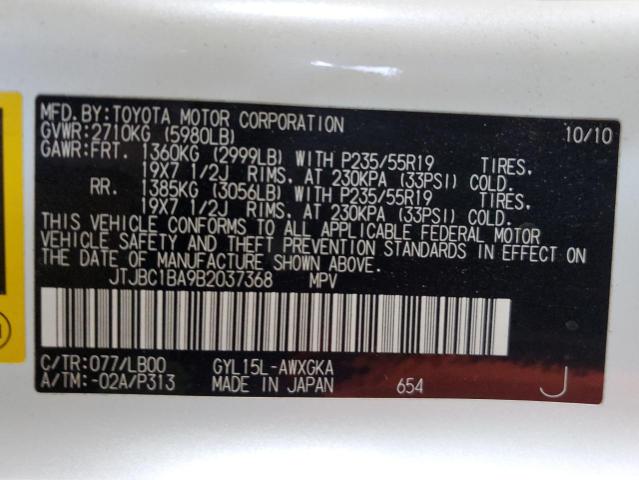 MFD.BY:TOYOTA MOTOR CORPORATION 10/10
GVWR:2710KG (5980LB)
GAWR:FRT. 1360KG (2999LB) WITH P235/55R19 TIRES.
19X7 1/2J RIMS. AT 230KPA (33PSI) COLD.
RR. 1385KG (3056LB) WITH P235/55R19 TIRES.
19X7 1/2J RIMS. AT 230KPA (33PSI) COLD.
THIS VEHICLE CONFORMS TO ALL APPLICABLE FEDERAL MOTOR
VEHICLE SAFETY AND THEFT PREVENTION STANDARDS IN EFFECT ON
THE DATE OF MANUFACTURE SHOWN ABOVE.
JTJBC1BA9B2037368 MPV
C/TR:077/LB00 GYL15L-AWXGKA
A/TM:-02A/P313 MADE IN JAPAN 654 J